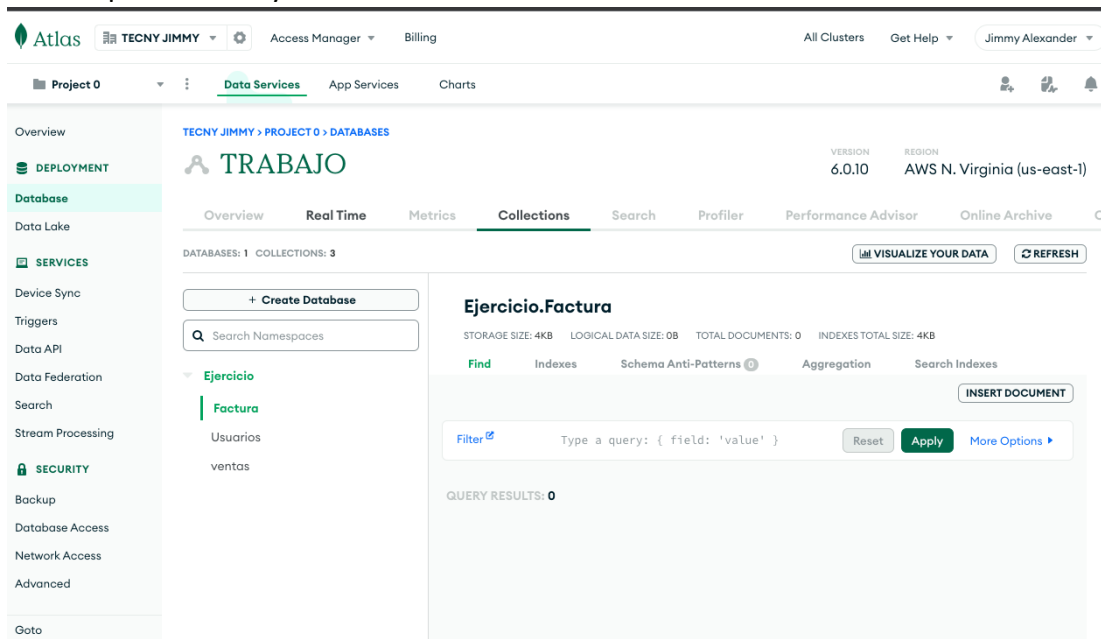 Atlas TECNY JIMMY Access Manager Billing All Clusters Get Help Jimmy Alexander
Project 0 Data Services App Services Charts
Overview
DEPLOYMENT
Database
Data Lake
SERVICES
Device Sync
Triggers
Data API
Data Federation
Search
Stream Processing
SECURITY
Backup
Database Access
Network Access
Advanced
Goto
TECNY JIMMY > PROJECT 0 > DATABASES
TRABAJO
VERSION REGION
6.0.10 AWS N. Virginia (us-east-1)
Overview Real Time Metrics Collections Search Profiler Performance Advisor Online Archive
DATABASES: 1 COLLECTIONS: 3 VISUALIZE YOUR DATA REFRESH
+ Create Database
Search Namespaces
Ejercicio
Factura
Usuarios
ventas
Ejercicio.Factura
STORAGE SIZE: 4KB LOGICAL DATA SIZE: 0B TOTAL DOCUMENTS: 0 INDEXES TOTAL SIZE: 4KB
Find Indexes Schema Anti-Patterns 0 Aggregation Search Indexes
INSERT DOCUMENT
Filter Type a query: { field: 'value' } Reset Apply More Options
QUERY RESULTS: 0